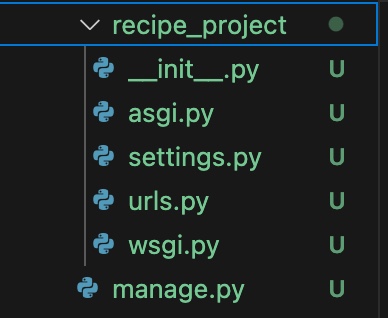 recipe_project
__init__.py U
asgi.py U
settings.py U
urls.py U
wsgi.py U
manage.py U